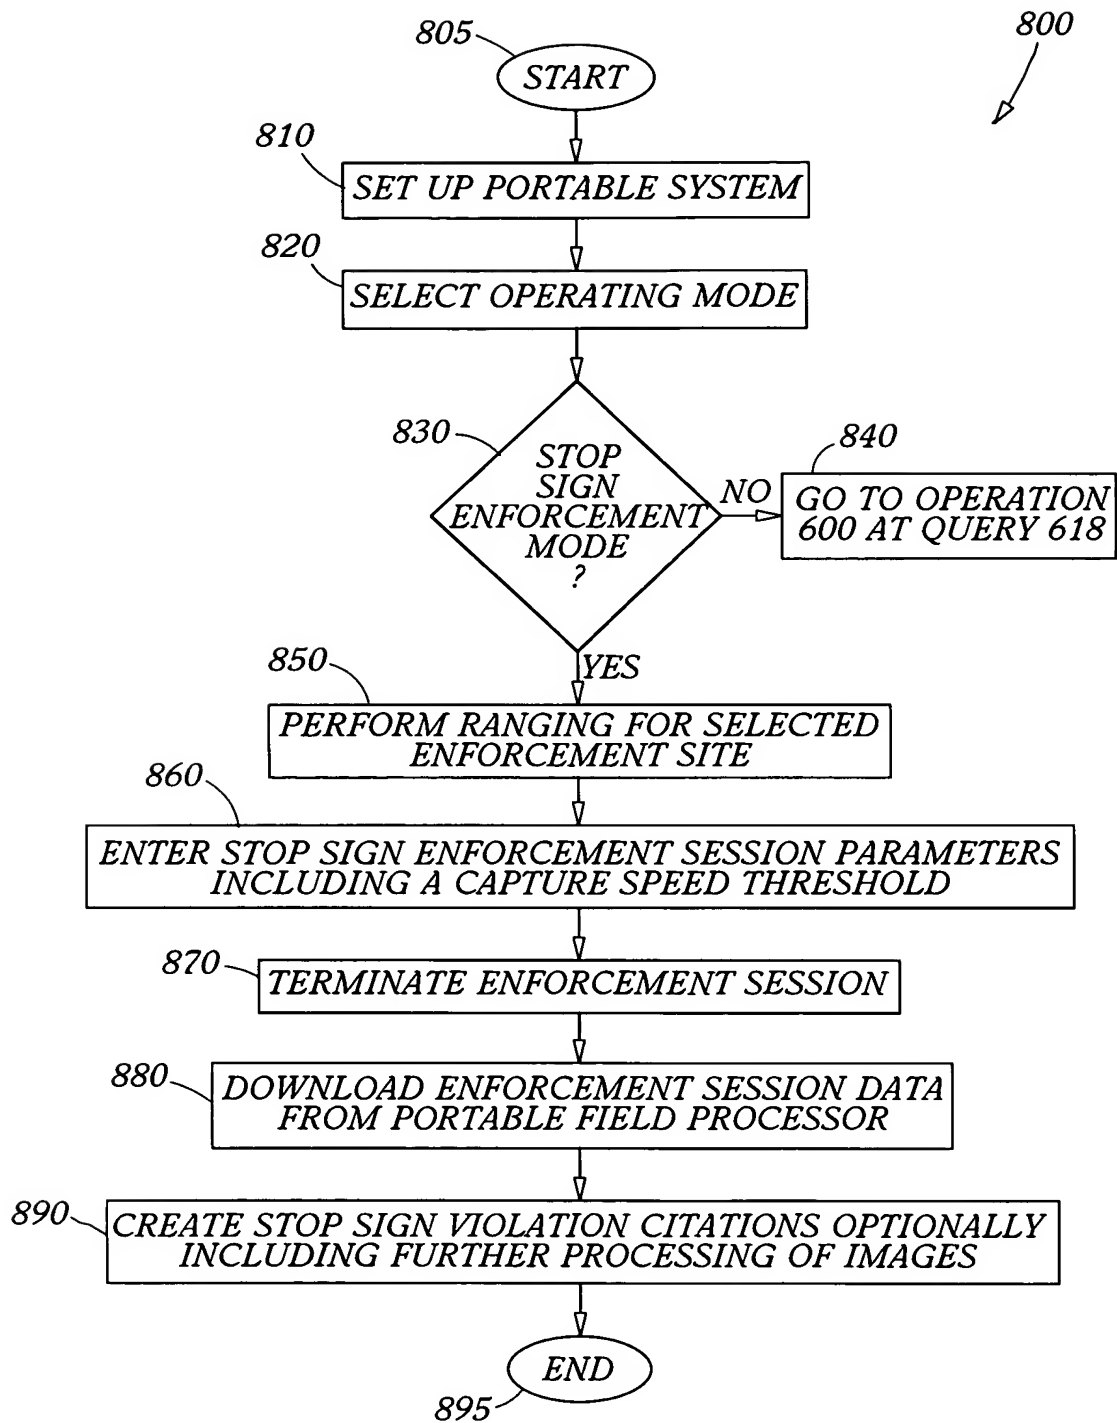 800
805
START
810
SET UP PORTABLE SYSTEM
820
SELECT OPERATING MODE
830
STOP
SIGN
ENFORCEMENT
MODE
?
NO
840
GO TO OPERATION
600 AT QUERY 618
YES
850
PERFORM RANGING FOR SELECTED
ENFORCEMENT SITE
860
ENTER STOP SIGN ENFORCEMENT SESSION PARAMETERS
INCLUDING A CAPTURE SPEED THRESHOLD
870
TERMINATE ENFORCEMENT SESSION
880
DOWNLOAD ENFORCEMENT SESSION DATA
FROM PORTABLE FIELD PROCESSOR
890
CREATE STOP SIGN VIOLATION CITATIONS OPTIONALLY
INCLUDING FURTHER PROCESSING OF IMAGES
END
895